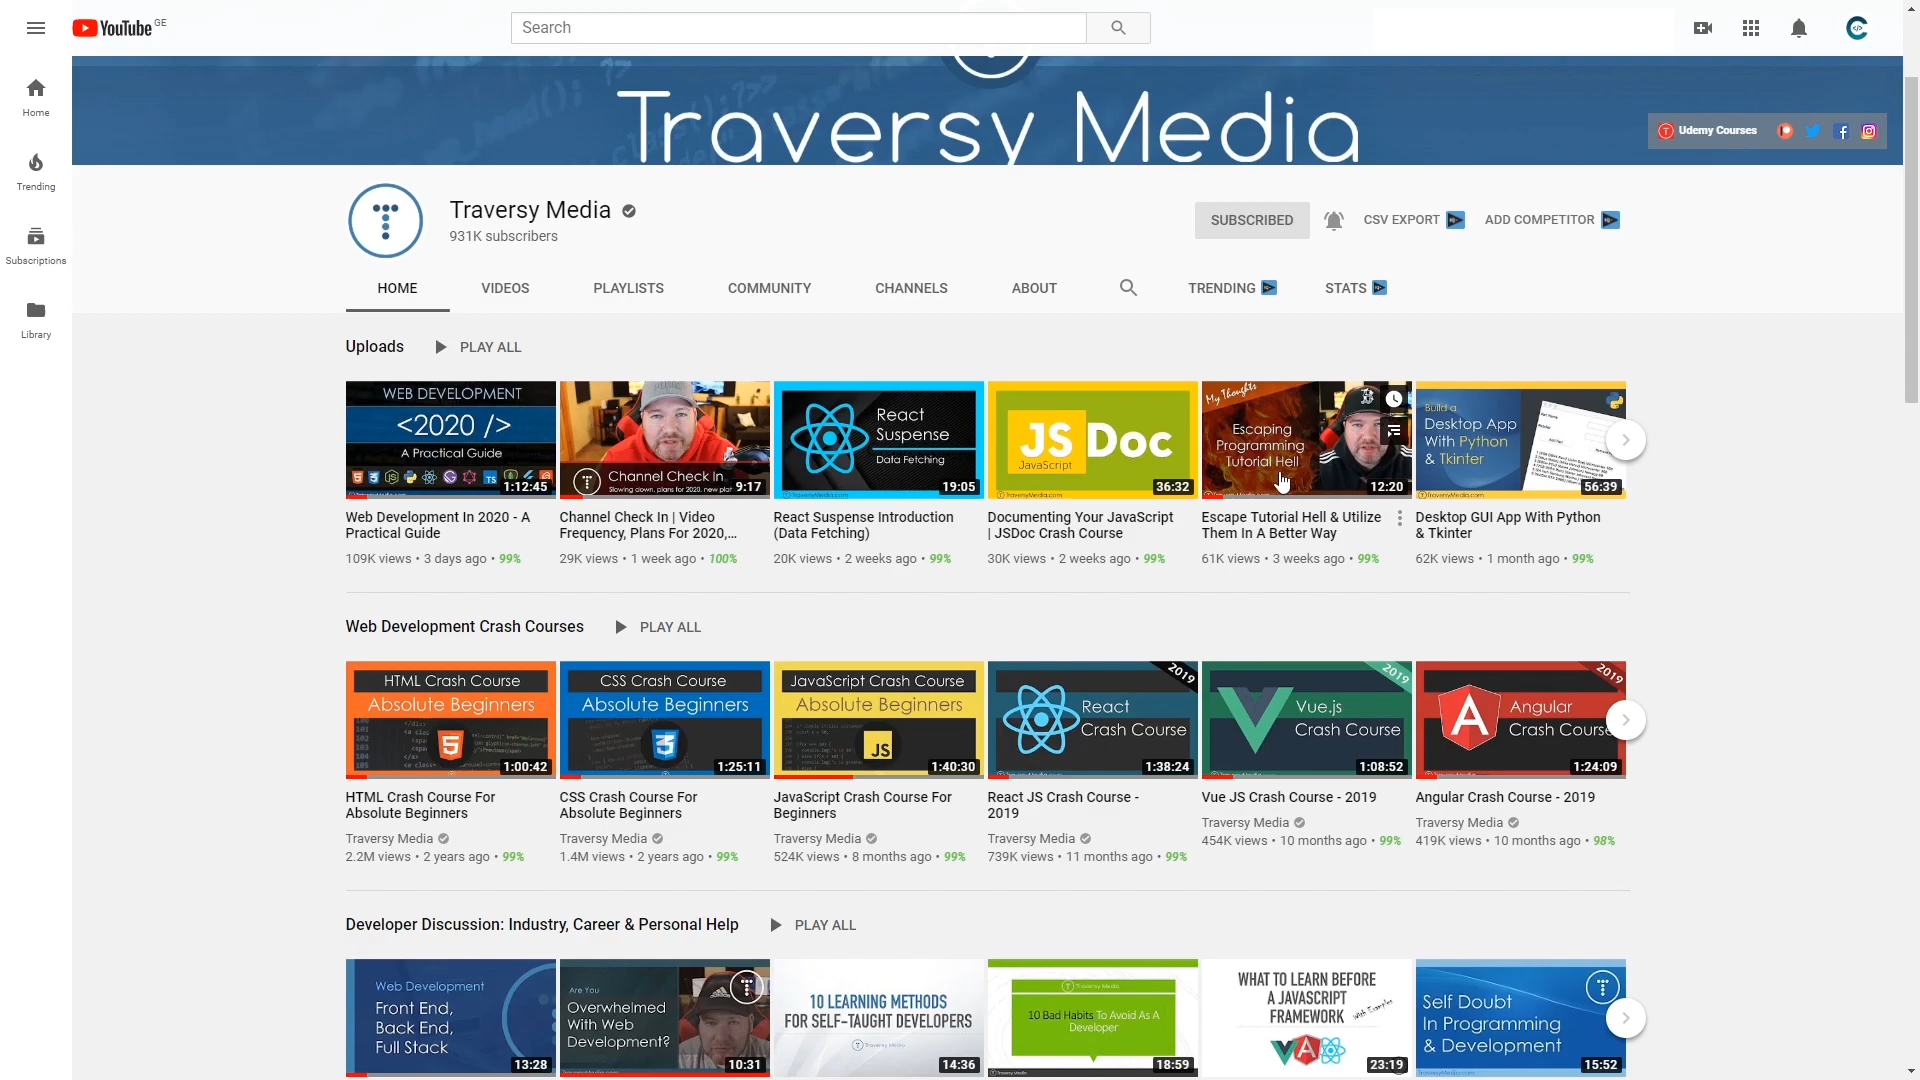 YouTube GE
Search
Home
Trending
Subscriptions
Library
Traversy Media
Udemy Courses
Traversy Media
931K subscribers
SUBSCRIBED
CSV EXPORT
ADD COMPETITOR
HOME
VIDEOS
PLAYLISTS
COMMUNITY
CHANNELS
ABOUT
TRENDING
STATS
Uploads
PLAY ALL
WEB DEVELOPMENT
<2020 />
A Practical Guide
1:12:45
Channel Check In
Slowing down, plans for 2020, new
9:17
React
Suspense
Data Fetching
19:05
JS Doc
JavaScript
36:32
My Thoughts
Escaping
Programming
Tutorial Hell
12:20
Build a
Desktop App
With Python
& Tkinter
56:39
Web Development In 2020 - A
Practical Guide
109K views • 3 days ago • 99%
Channel Check In | Video
Frequency, Plans For 2020,...
29K views • 1 week ago • 100%
React Suspense Introduction
(Data Fetching)
20K views • 2 weeks ago • 99%
Documenting Your JavaScript
| JSDoc Crash Course
30K views • 2 weeks ago • 99%
Escape Tutorial Hell & Utilize
Them In A Better Way
61K views • 3 weeks ago • 99%
Desktop GUI App With Python
& Tkinter
62K views • 1 month ago • 99%
Web Development Crash Courses
PLAY ALL
HTML Crash Course
Absolute Beginners
1:00:42
CSS Crash Course
Absolute Beginners
1:25:11
JavaScript Crash Course
Absolute Beginners
JS
1:40:30
2019
React
Crash Course
1:38:24
2019
Vue.js
Crash Course
1:08:52
2019
Angular
Crash Course
1:24:09
HTML Crash Course For
Absolute Beginners
Traversy Media
2.2M views • 2 years ago • 99%
CSS Crash Course For
Absolute Beginners
Traversy Media
1.4M views • 2 years ago • 99%
JavaScript Crash Course For
Beginners
Traversy Media
524K views • 8 months ago • 99%
React JS Crash Course -
2019
Traversy Media
739K views • 11 months ago • 99%
Vue JS Crash Course - 2019
Traversy Media
454K views • 10 months ago • 99%
Angular Crash Course - 2019
Traversy Media
419K views • 10 months ago • 98%
Developer Discussion: Industry, Career & Personal Help
PLAY ALL
Web Development
Front End,
Back End,
Full Stack
13:28
Are You
Overwhelmed
With Web
Development?
10:31
10 LEARNING METHODS
FOR SELF-TAUGHT DEVELOPERS
Traversy Media
14:36
Traversy Media
10 Bad Habits To Avoid As A
Developer
18:59
WHAT TO LEARN BEFORE
A JAVASCRIPT
FRAMEWORK With Examples
23:19
Self Doubt
In Programming
& Development
TraversyMedia.com
15:52